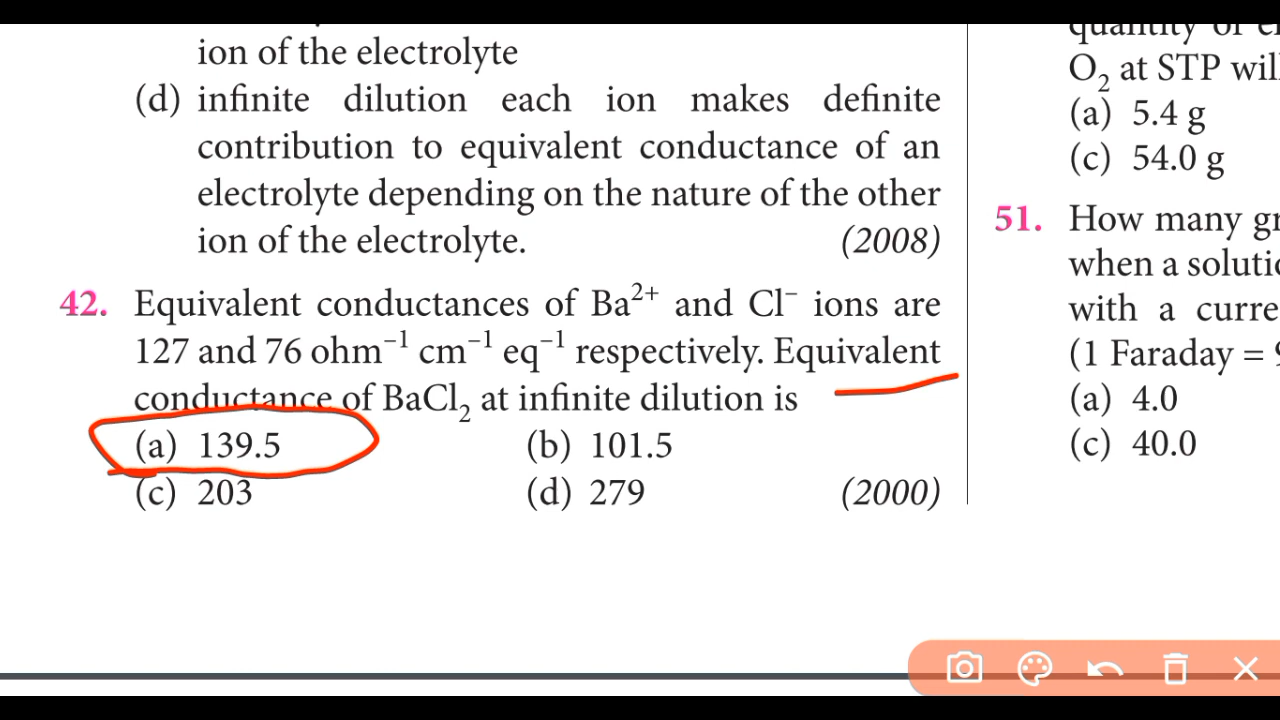 ion of the electrolyte
(d) infinite dilution each ion makes definite
contribution to equivalent conductance of an
electrolyte depending on the nature of the other
ion of the electrolyte. (2008)
42. Equivalent conductances of Ba²⁺ and Cl⁻ ions are
127 and 76 ohm⁻¹ cm⁻¹ eq⁻¹ respectively. Equivalent
conductance of BaCl₂ at infinite dilution is
(a) 139.5 (b) 101.5
(c) 203 (d) 279 (2000)
quantity of
O₂ at STP
(a) 5.4 g
(c) 54.0 g
51. How many
when a
with a
(1 Faraday =
(a) 4.0
(c) 40.0